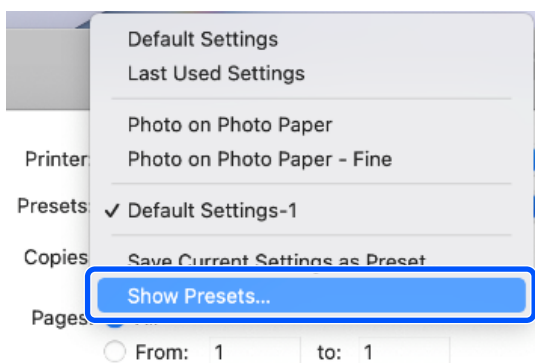 Default Settings
Last Used Settings
Photo on Photo Paper
Printer:
Photo on Photo Paper - Fine
Presets:
✓ Default Settings-1
Copies
Save Current Settings as Preset
Show Presets...
Pages:
From: 1 to: 1